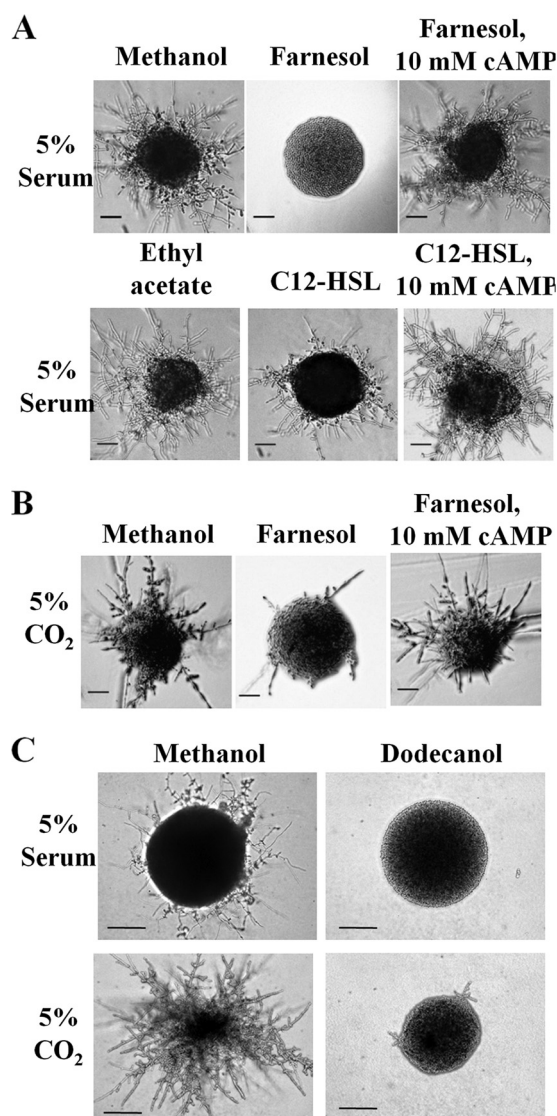 A
Methanol
Farnesol
Farnesol,
10 mM cAMP
5%
Serum
Ethyl
acetate
C12-HSL
C12-HSL,
10 mM cAMP
5%
Serum
B
Methanol
Farnesol
Farnesol,
10 mM cAMP
5%
CO₂
C
Methanol
Dodecanol
5%
Serum
5%
CO₂